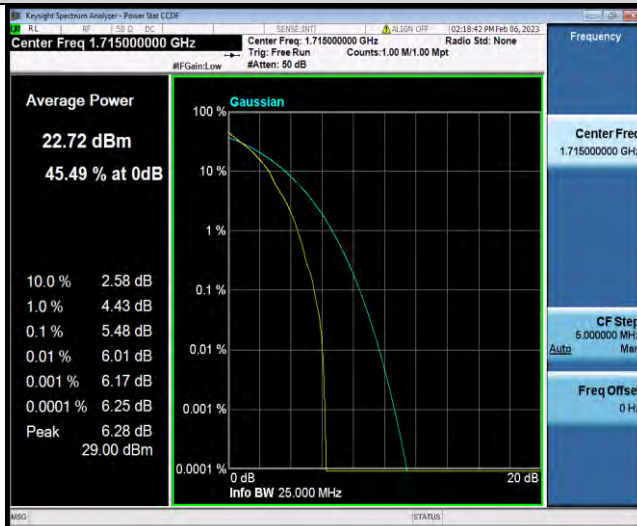 Keysight Spectrum Analyzer - Power Stat CCDF
RL RF 50 Ω DC SENSE:INT ALIGN OFF 02:18:42 PM Feb 06, 2023
Center Freq 1.715000000 GHz
Center Freq: 1.715000000 GHz Radio Std: None
Trig: Free Run Counts:1.00 M/1.00 Mpt
#IFGain:Low #Atten: 50 dB
Frequency
Average Power
22.72 dBm
45.49 % at 0dB
10.0 % 2.58 dB
1.0 % 4.43 dB
0.1 % 5.48 dB
0.01 % 6.01 dB
0.001 % 6.17 dB
0.0001 % 6.25 dB
Peak 6.28 dB
29.00 dBm
Gaussian
100 %
10 %
1 %
0.1 %
0.01 %
0.001 %
0.0001 %
0 dB 20 dB
Info BW 25.000 MHz
Center Freq
1.715000000 GHz
CF Step
5.000000 MHz
Auto Man
Freq Offset
0 Hz
MSG STATUS